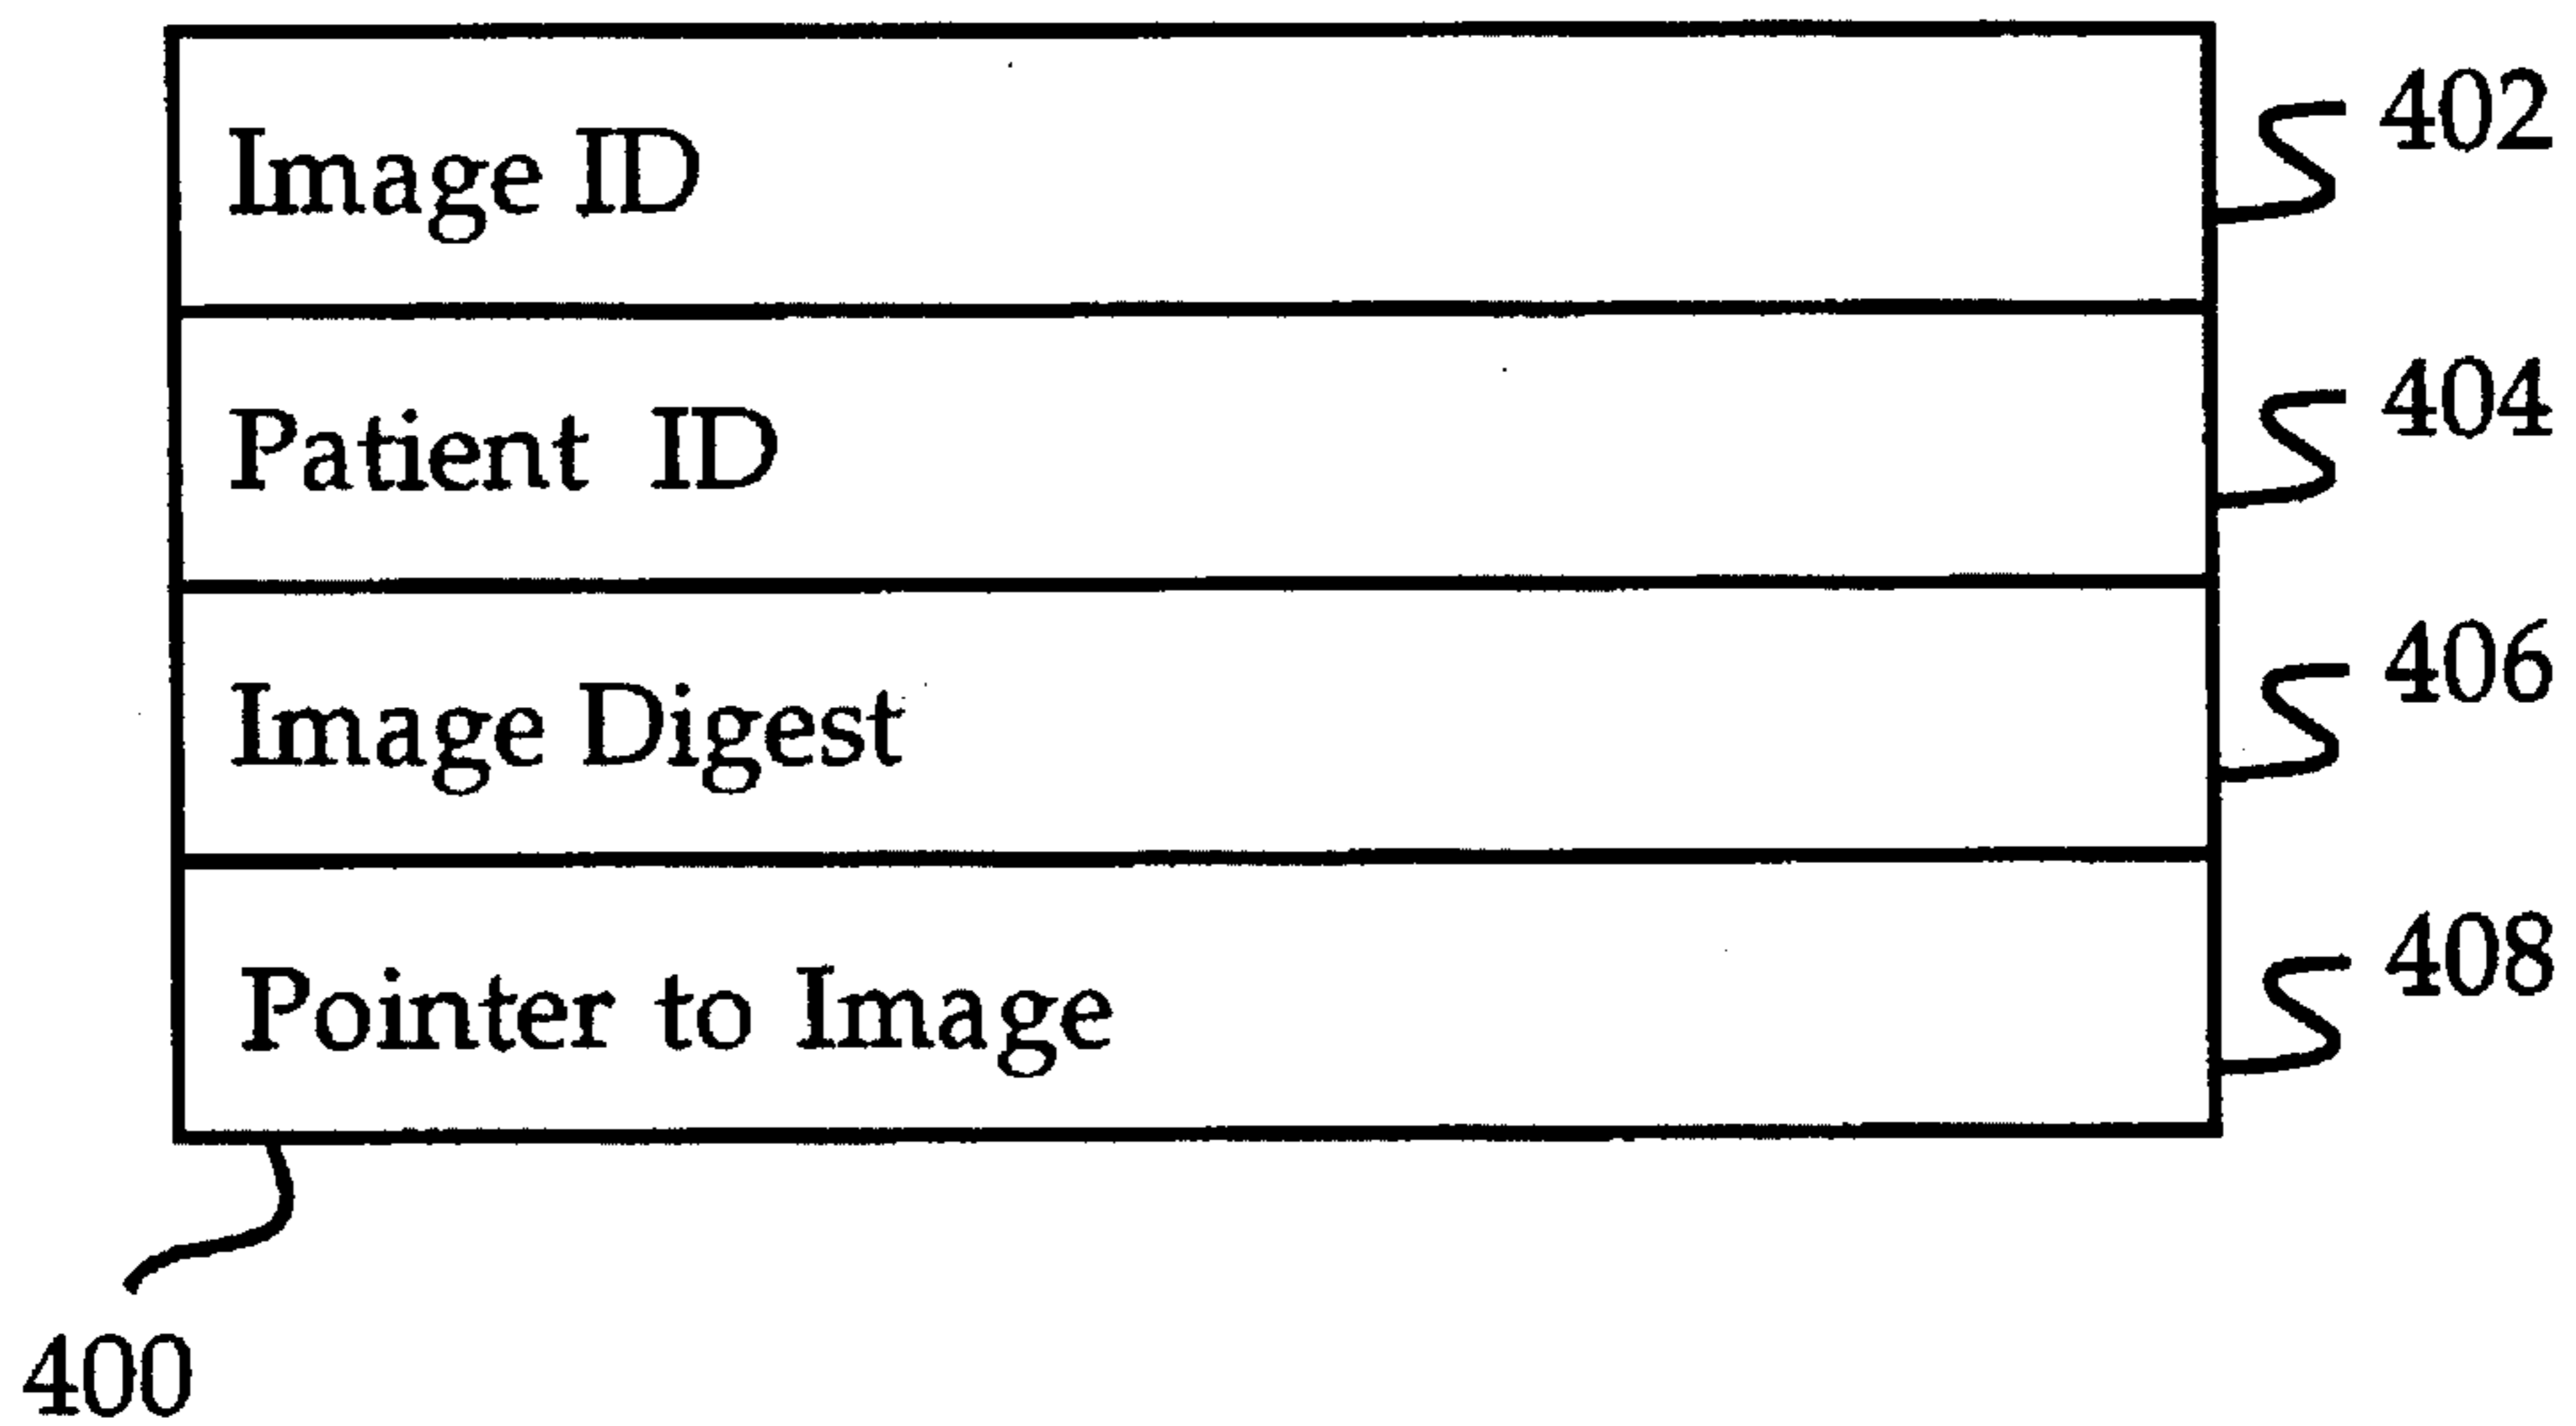 Image ID 402
Patient ID 404
Image Digest 406
Pointer to Image 408
400